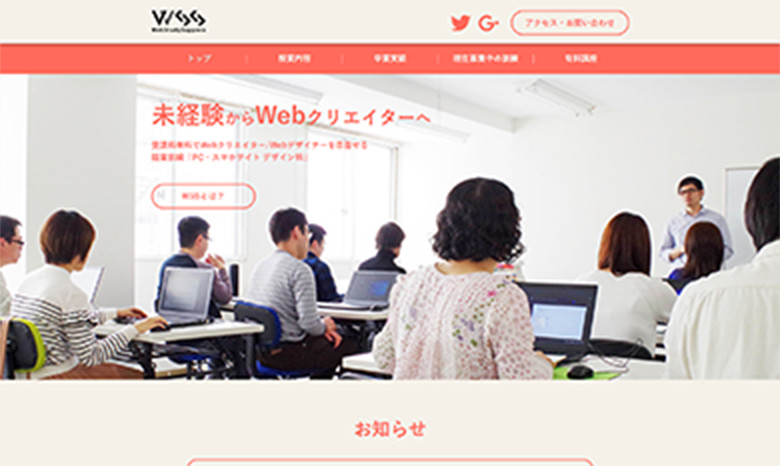 WSS
Web Study Sapporo
アクセス・お問い合わせ
トップ
授業内容
卒業実績
現在募集中の訓練
有料講座
未経験からWebクリエイターへ
受講料無料でWebクリエイター/Webデザイナーを目指せる
職業訓練「PC・スマホサイトデザイン科」
WSSとは？
お知らせ